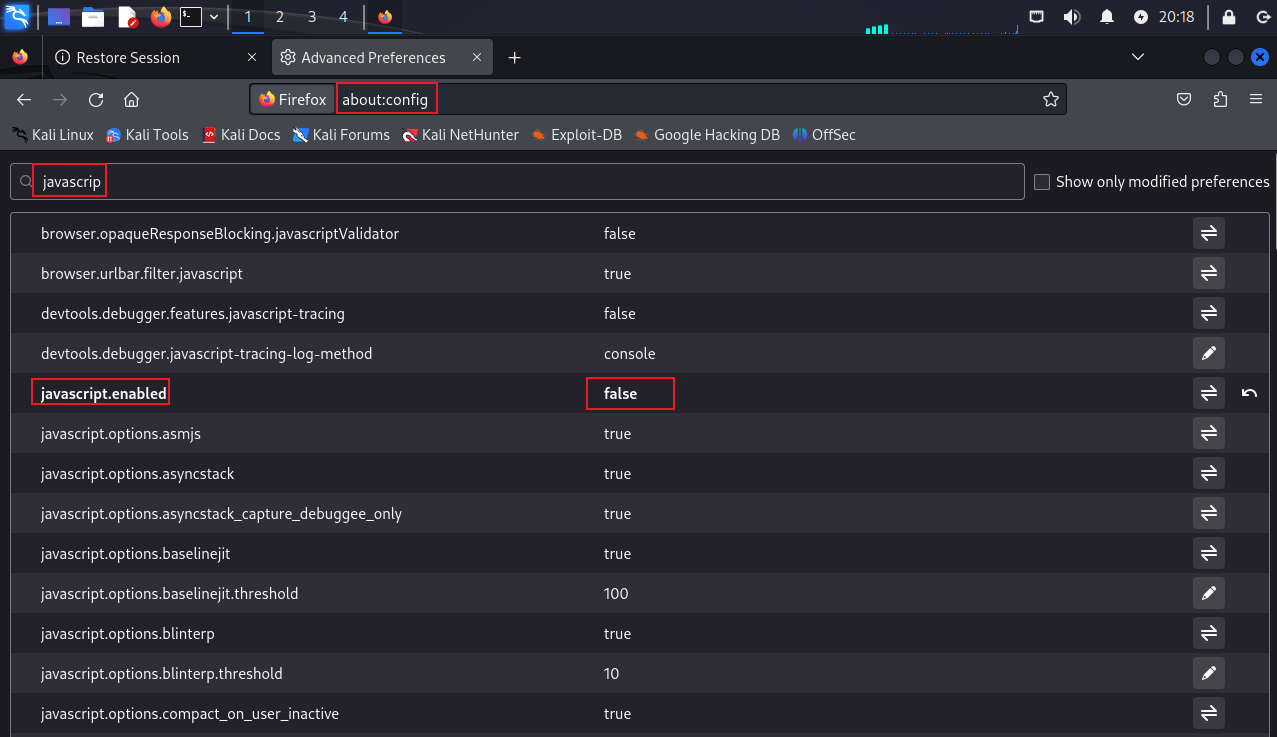 1 2 3 4 20:18
Restore Session Advanced Preferences
Firefox about:config
Kali Linux Kali Tools Kali Docs Kali Forums Kali NetHunter Exploit-DB Google Hacking DB OffSec
javascrip Show only modified preferences
browser.opaqueResponseBlocking.javascriptValidator false
browser.urlbar.filter.javascript true
devtools.debugger.features.javascript-tracing false
devtools.debugger.javascript-tracing-log-method console
javascript.enabled false
javascript.options.asmjs true
javascript.options.asyncstack true
javascript.options.asyncstack_capture_debuggee_only true
javascript.options.baselinejit true
javascript.options.baselinejit.threshold 100
javascript.options.blinterp true
javascript.options.blinterp.threshold 10
javascript.options.compact_on_user_inactive true